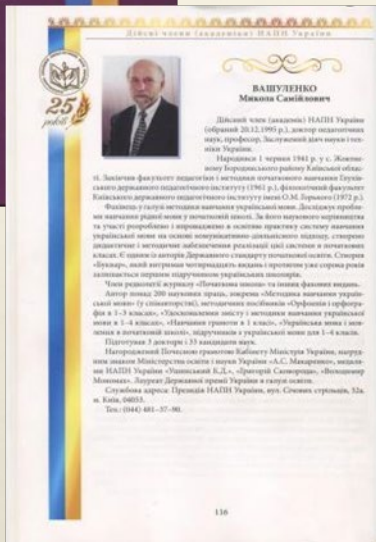 Дійсні члени (академіки) НАПН України
25
років
ВАШУЛЕНКО
Микола Самійлович
Дійсний член (академік) НАПН України
(обраний 20.12.1995 р.), доктор педагогічних
наук, професор, Заслужений діяч науки і тех-
ніки України.
Народився 1 червня 1941 р. у с. Жовтне-
вому Бородянського району Київської облас-
ті. Закінчив факультет педагогіки і методики початкового навчання Глухів-
ського державного педагогічного інституту (1961 р.), філологічний факультет
Київського державного педагогічного інституту імені О.М. Горького (1972 р.).
Фахівець у галузі методики навчання української мови. Досліджує пробле-
ми навчання рідної мови у початковій школі. За його наукового керівництва
та участі розроблено і впроваджено в освітню практику систему навчання
української мови на основі комунікативно-діяльнісного підходу, створено
дидактичне і методичне забезпечення реалізації цієї системи в початкових
класах. Є одним із авторів Державного стандарту початкової освіти. Створив
«Буквар», який витримав чотирнадцять видань і протягом уже сорока років
залишається першим підручником українських школярів.
Член редколегії журналу «Початкова школа» та інших фахових видань.
Автор понад 200 наукових праць, зокрема «Методика навчання україн-
ської мови» (у співавторстві), методичних посібників «Орфоепія і орфогра-
фія в 1–3 класах», «Удосконалення змісту і методики навчання української
мови в 1–4 класах», «Навчання грамоти в 1 класі», «Українська мова і мов-
лення в початковій школі», підручників з української мови для 1–4 класів.
Підготував 3 докторів і 33 кандидати наук.
Нагороджений Почесною грамотою Кабінету Міністрів України, нагруд-
ним знаком Міністерства освіти і науки України «А.С. Макаренко», медаля-
ми НАПН України «Ушинський К.Д.», «Григорій Сковорода», «Володимир
Мономах». Лауреат Державної премії України в галузі освіти.
Службова адреса: Президія НАПН України, вул. Січових стрільців, 52а,
м. Київ, 04053.
Тел.: (044) 481–37–90.
116